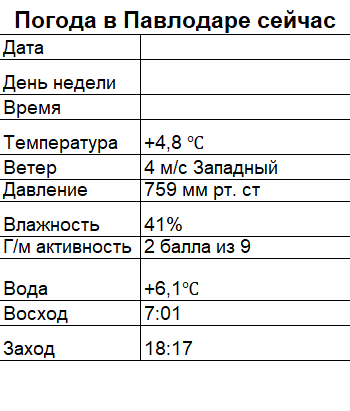 Погода в Павлодаре сейчас
Дата
День недели
Время
Температура +4,8 °C
Ветер 4 м/с Западный
Давление 759 мм рт. ст
Влажность 41%
Г/м активность 2 балла из 9
Вода +6,1°C
Восход 7:01
Заход 18:17